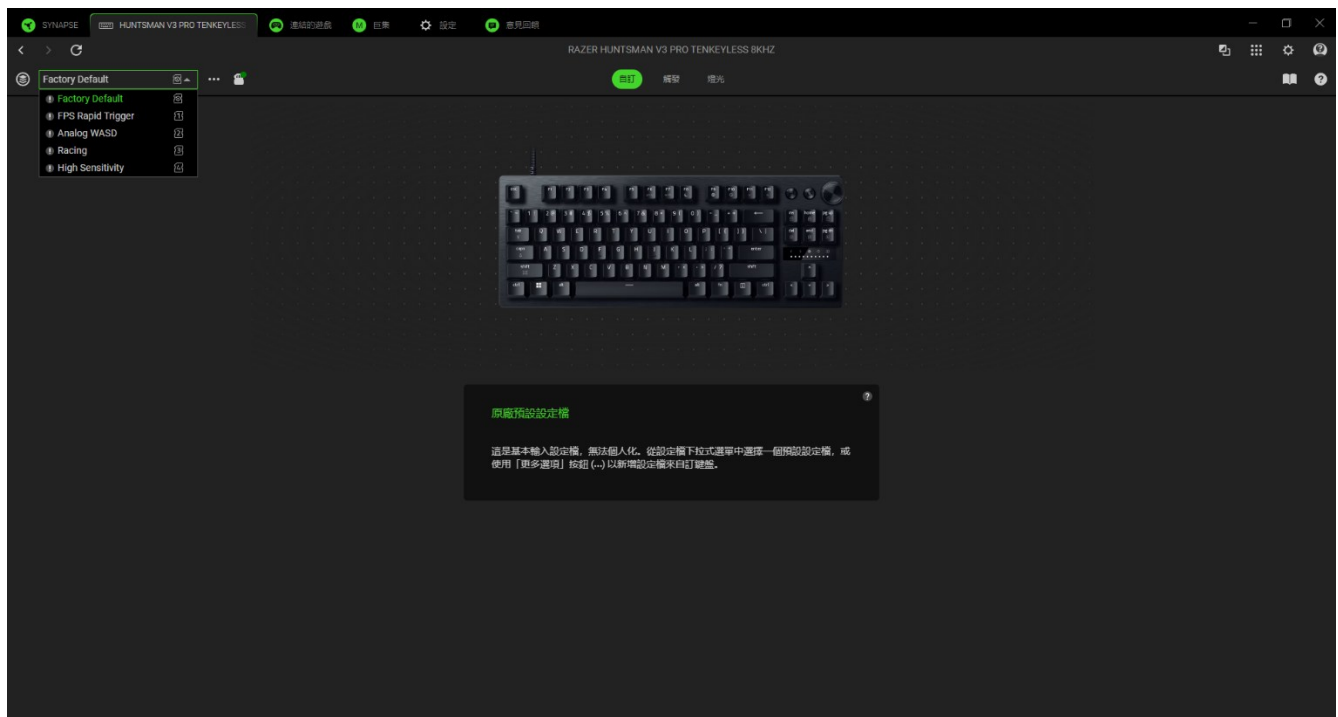 SYNAPSE HUNTSMAN V3 PRO TENKEYLESS 連結的遊戲 M 巨集 設定 意見回饋
RAZER HUNTSMAN V3 PRO TENKEYLESS 8KHZ
Factory Default
自訂 觸發 燈光
Factory Default
FPS Rapid Trigger 1
Analog WASD 2
Racing 3
High Sensitivity 4
原廠預設設定檔
這是基本輸入設定檔，無法個人化。從設定檔下拉式選單中選擇一個預設設定檔，或
使用「更多選項」按鈕 (...) 以新增設定檔來自訂鍵盤。